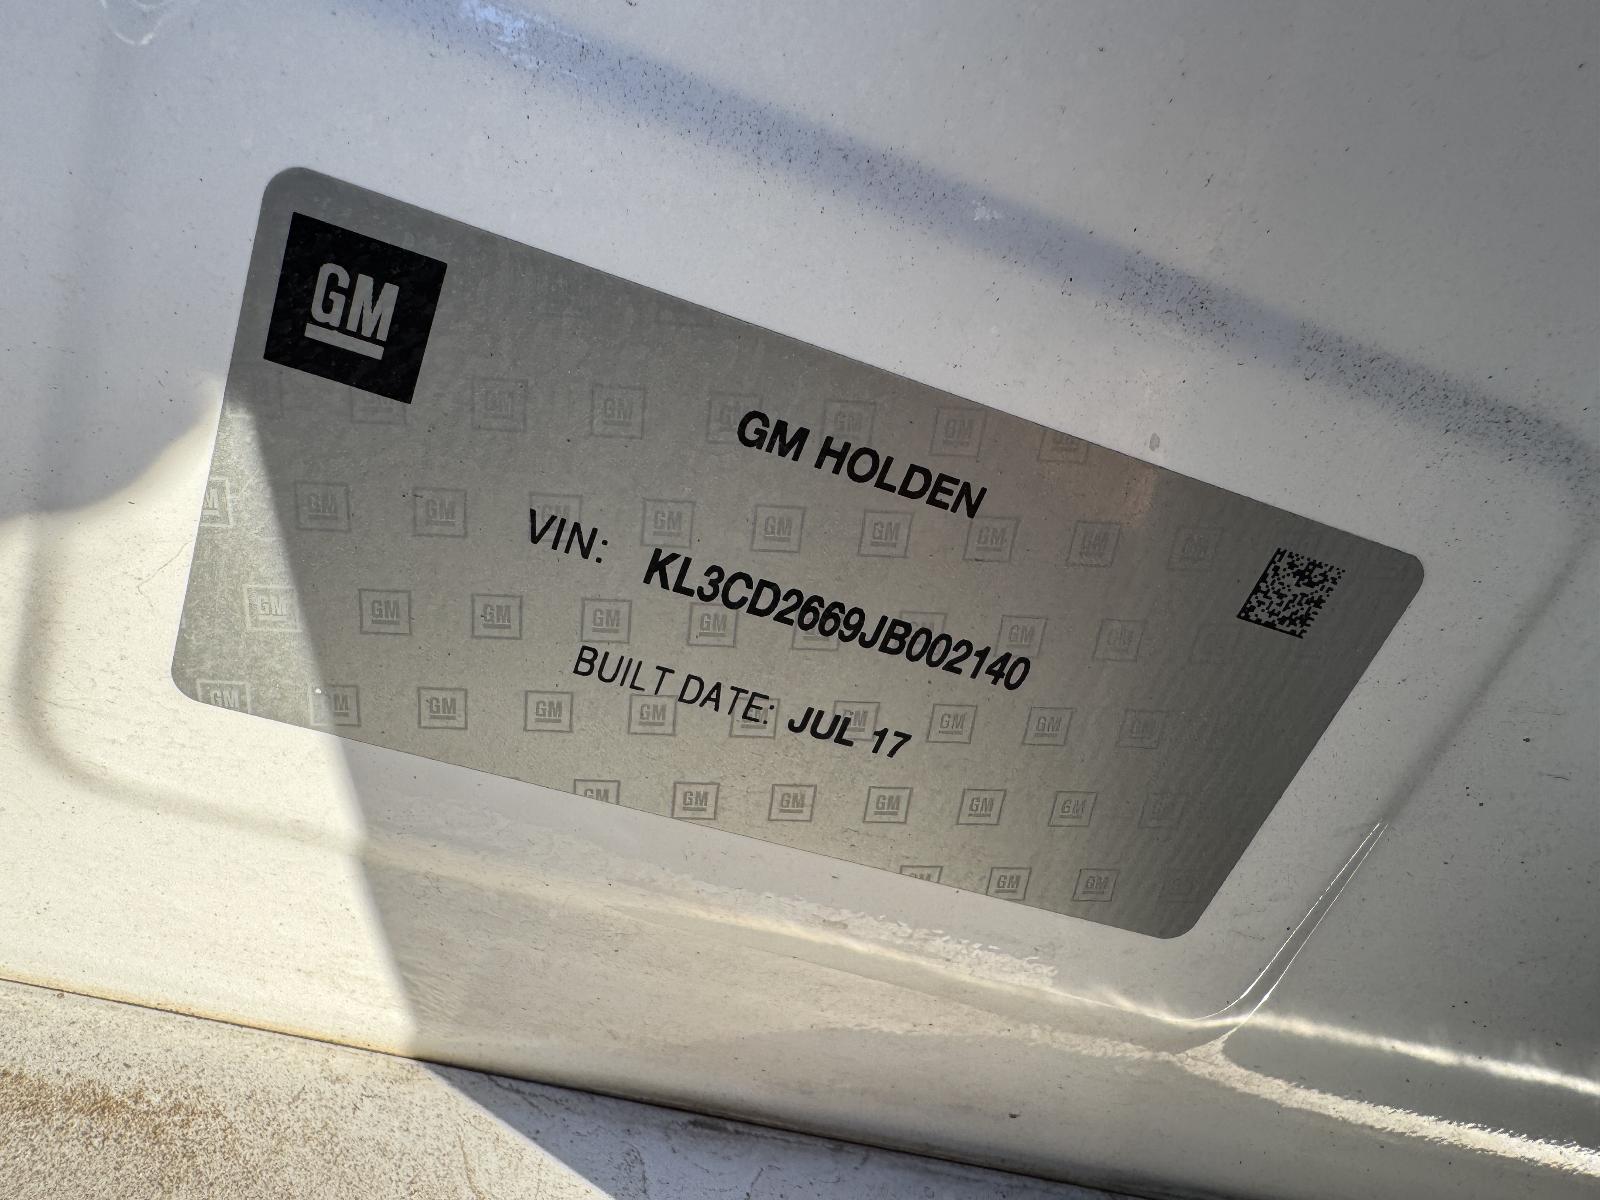 GM
GM HOLDEN
VIN: KL3CD2669JB002140
BUILT DATE: JUL 17